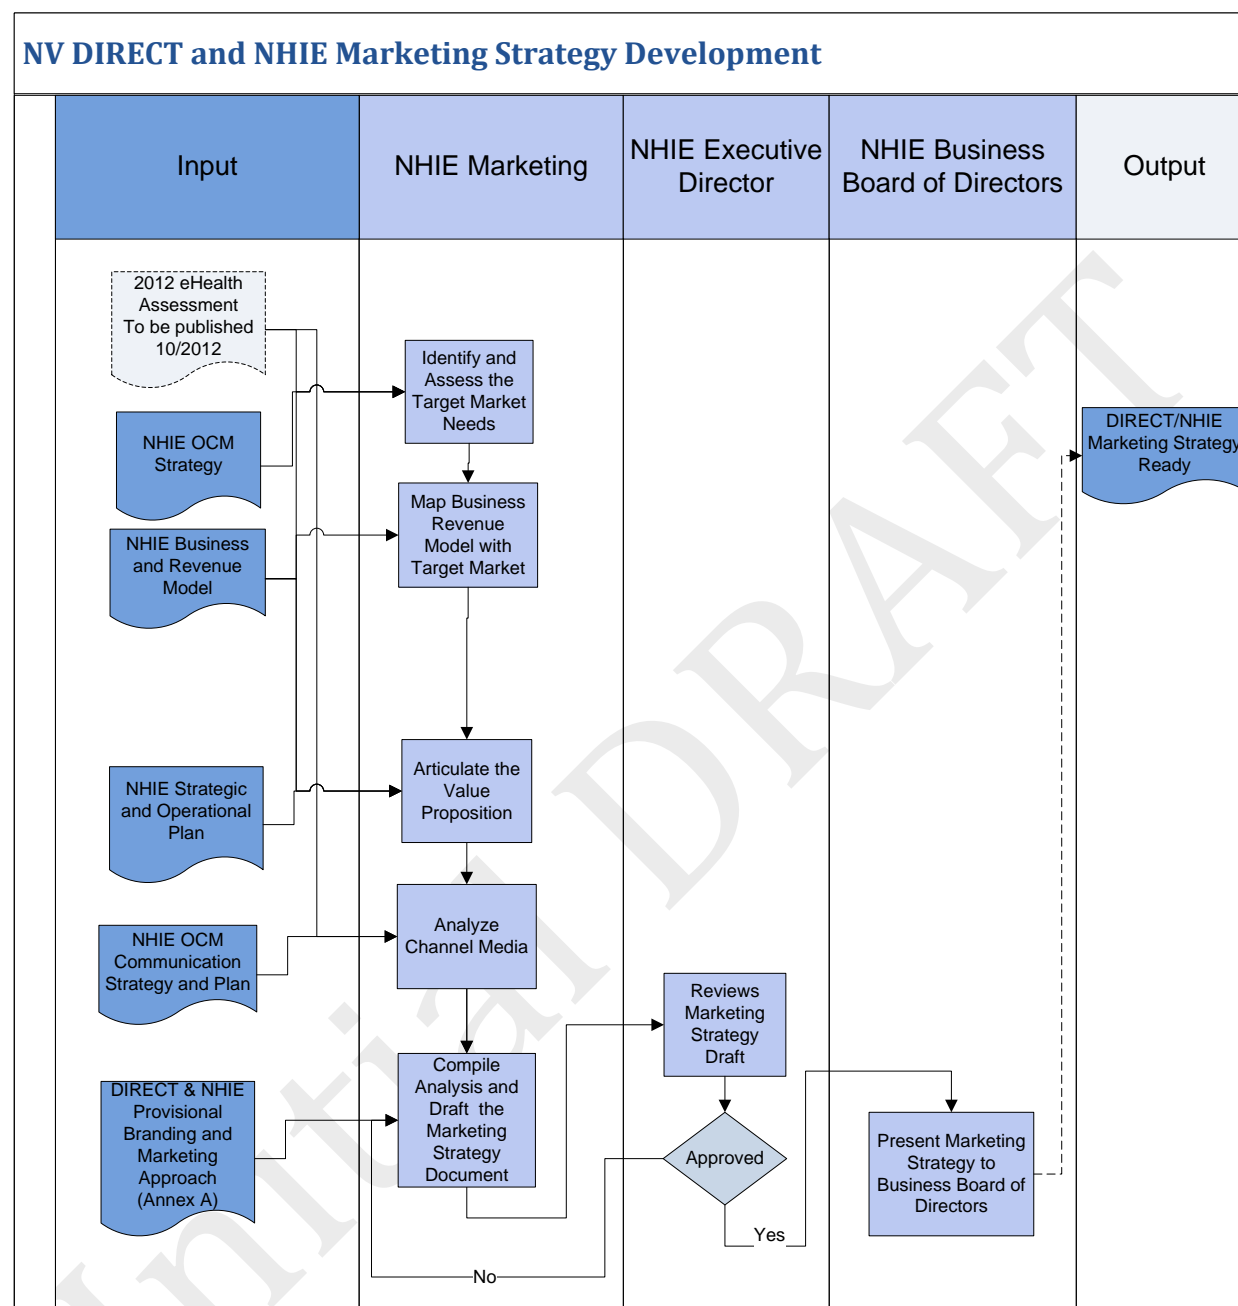 NV DIRECT and NHIE Marketing Strategy Development
Input
NHIE Marketing
NHIE Executive
Director
NHIE Business
Board of Directors
Output
2012 eHealth
Assessment
To be published
10/2012
NHIE OCM
Strategy
NHIE Business
and Revenue
Model
NHIE Strategic
and Operational
Plan
NHIE OCM
Communication
Strategy and Plan
DIRECT & NHIE
Provisional
Branding and
Marketing
Approach
(Annex A)
Identify and
Assess the
Target Market
Needs
Map Business
Revenue
Model with
Target Market
Articulate the
Value
Proposition
Analyze
Channel Media
Compile
Analysis and
Draft the
Marketing
Strategy
Document
Reviews
Marketing
Strategy
Draft
Approved
Yes
No
Present Marketing
Strategy to
Business Board of
Directors
DIRECT/NHIE
Marketing Strategy
Ready
Initial DRAFT